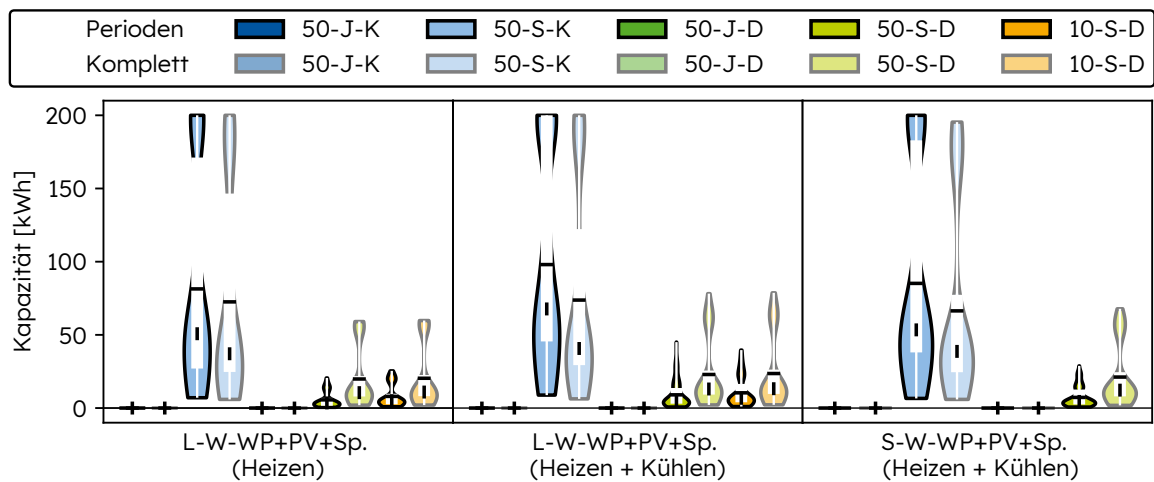 Perioden 50-J-K 50-S-K 50-J-D 50-S-D 10-S-D
Komplett 50-J-K 50-S-K 50-J-D 50-S-D 10-S-D
Kapazität [kWh]
200
150
100
50
0
L-W-WP+PV+Sp. L-W-WP+PV+Sp. S-W-WP+PV+Sp.
(Heizen) (Heizen + Kühlen) (Heizen + Kühlen)